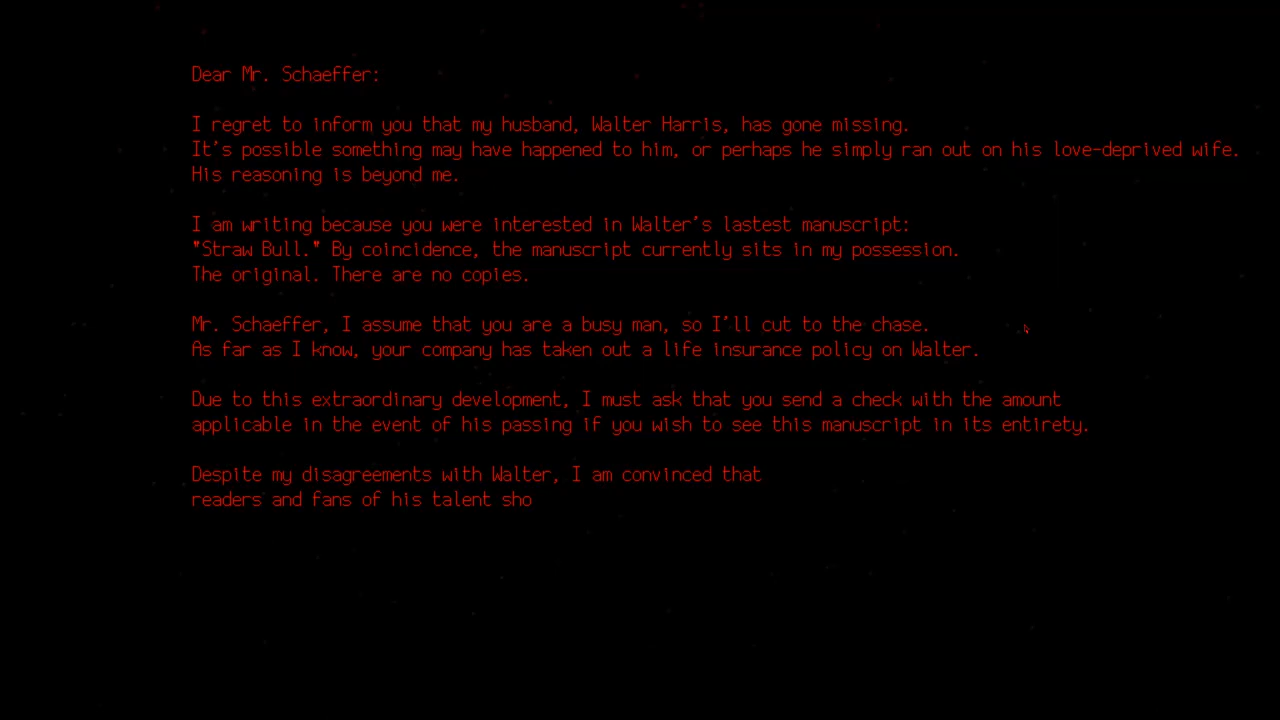 Dear Mr. Schaeffer:
I regret to inform you that my husband, Walter Harris, has gone missing.
It's possible something may have happened to him, or perhaps he simply ran out on his love-deprived wife.
His reasoning is beyond me.
I am writing because you were interested in Walter's lastest manuscript:
"Straw Bull." By coincidence, the manuscript currently sits in my possession.
The original. There are no copies.
Mr. Schaeffer, I assume that you are a busy man, so I'll cut to the chase.
As far as I know, your company has taken out a life insurance policy on Walter.
Due to this extraordinary development, I must ask that you send a check with the amount
applicable in the event of his passing if you wish to see this manuscript in its entirety.
Despite my disagreements with Walter, I am convinced that
readers and fans of his talent sho